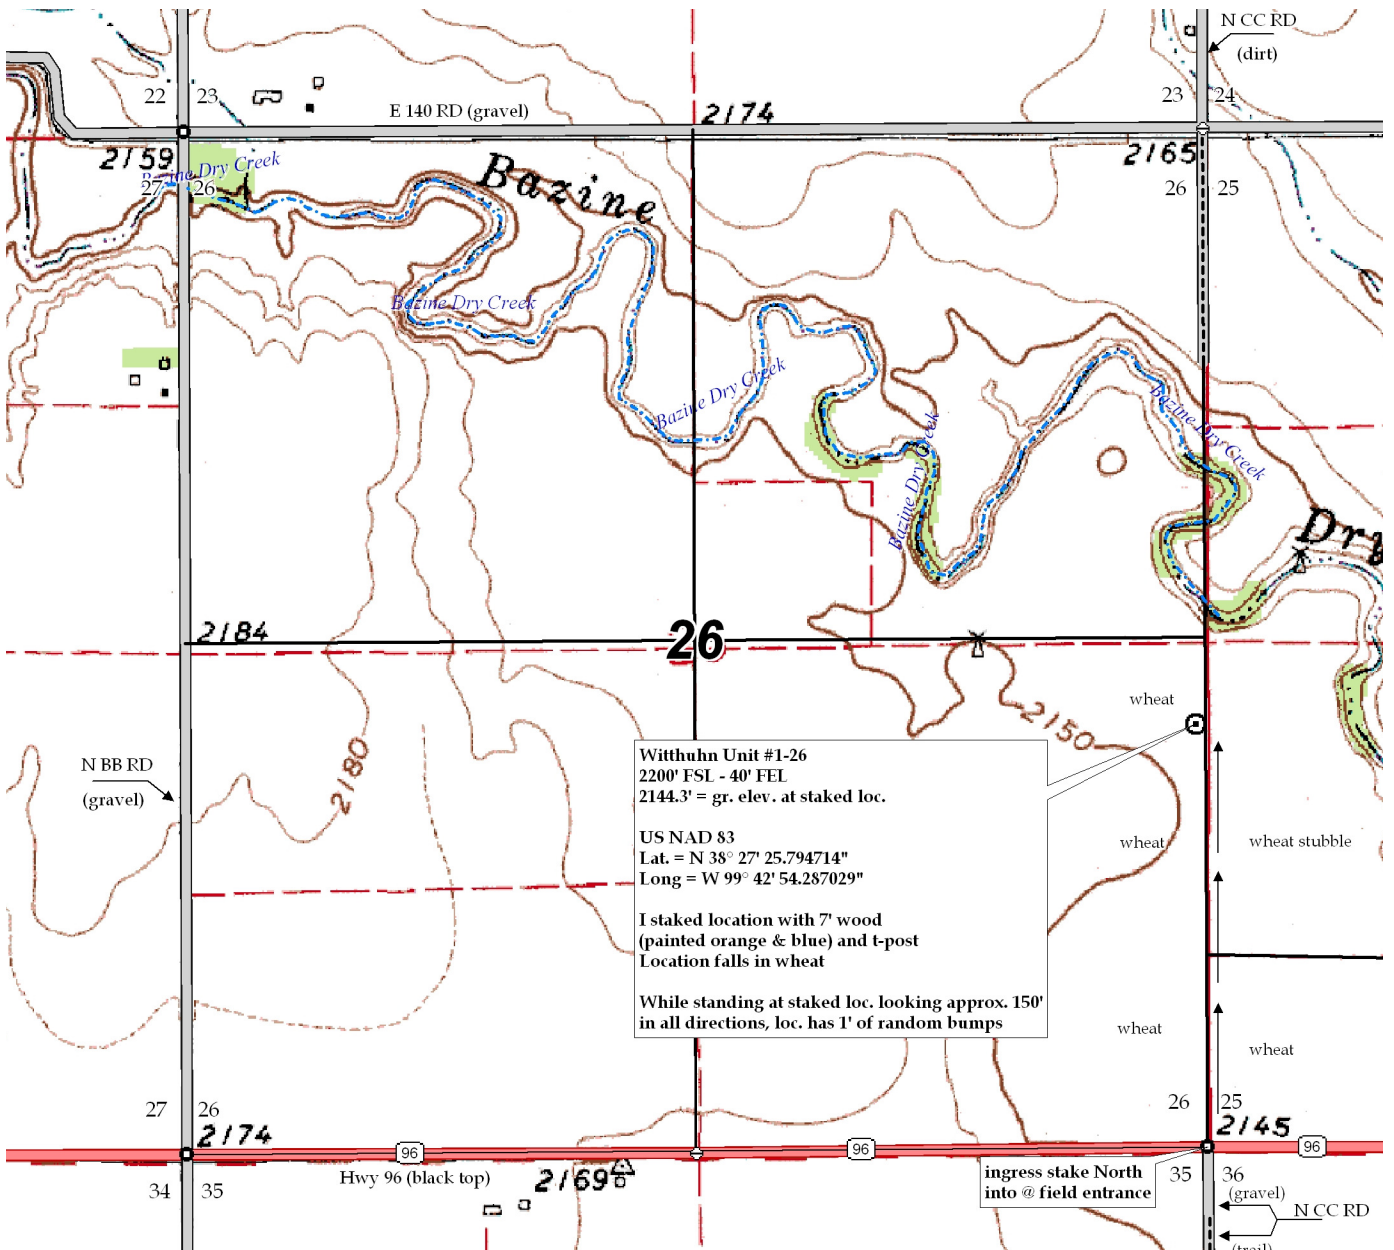 N CC RD
(dirt)
22 23
23 24
E 140 RD (gravel)
2174
2159
2165
Bazine Dry Creek
27 26
26 25
Bazine
Bazine Dry Creek
Bazine Dry Creek
Bazine Dry Creek
Bazine Dry Creek
Dry
2184
26
wheat
2150
2180
N BB RD
(gravel)
Witthuhn Unit #1-26
2200' FSL - 40' FEL
2144.3' = gr. elev. at staked loc.
US NAD 83
Lat. = N 38° 27' 25.794714"
Long = W 99° 42' 54.287029"
I staked location with 7' wood
(painted orange & blue) and t-post
Location falls in wheat
While standing at staked loc. looking approx. 150'
in all directions, loc. has 1' of random bumps
wheat
wheat stubble
wheat
wheat
27 26
26 25
2174
2145
96
96
96
Hwy 96 (black top)
2169
ingress stake North
into @ field entrance
34 35
35 36
(gravel)
N CC RD
(trail)